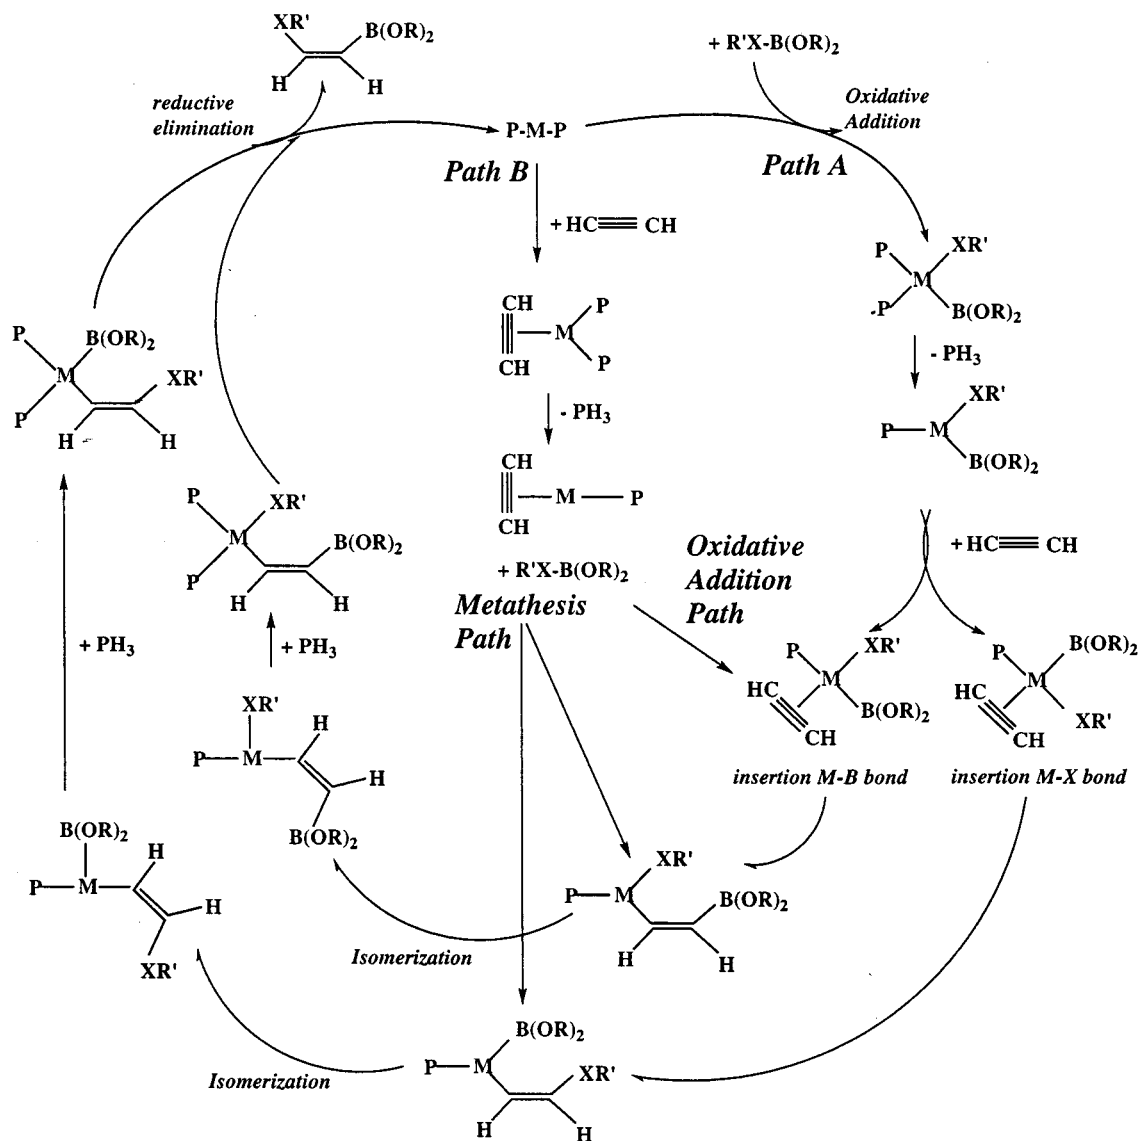 XR'
B(OR)2
H
H
+ R'X-B(OR)2
reductive
elimination
Oxidative
Addition
P-M-P
Path B
Path A
+ HC CH
P
XR'
M
P
B(OR)2
CH
CH
M
P
P
- PH3
- PH3
P
B(OR)2
M
XR'
P
H
H
XR'
P
M
B(OR)2
CH
CH
M
P
P
XR'
M
B(OR)2
P
H
H
+ R'X-B(OR)2
Oxidative
Addition
Path
+ HC CH
Metathesis
Path
+ PH3
+ PH3
P
XR'
M
HC
CH
B(OR)2
B(OR)2
P
M
HC
CH
XR'
XR'
P
M
H
H
B(OR)2
insertion M-B bond
insertion M-X bond
B(OR)2
P
M
H
H
XR'
XR'
P
M
B(OR)2
H
H
Isomerization
B(OR)2
P
M
XR'
H
H
Isomerization